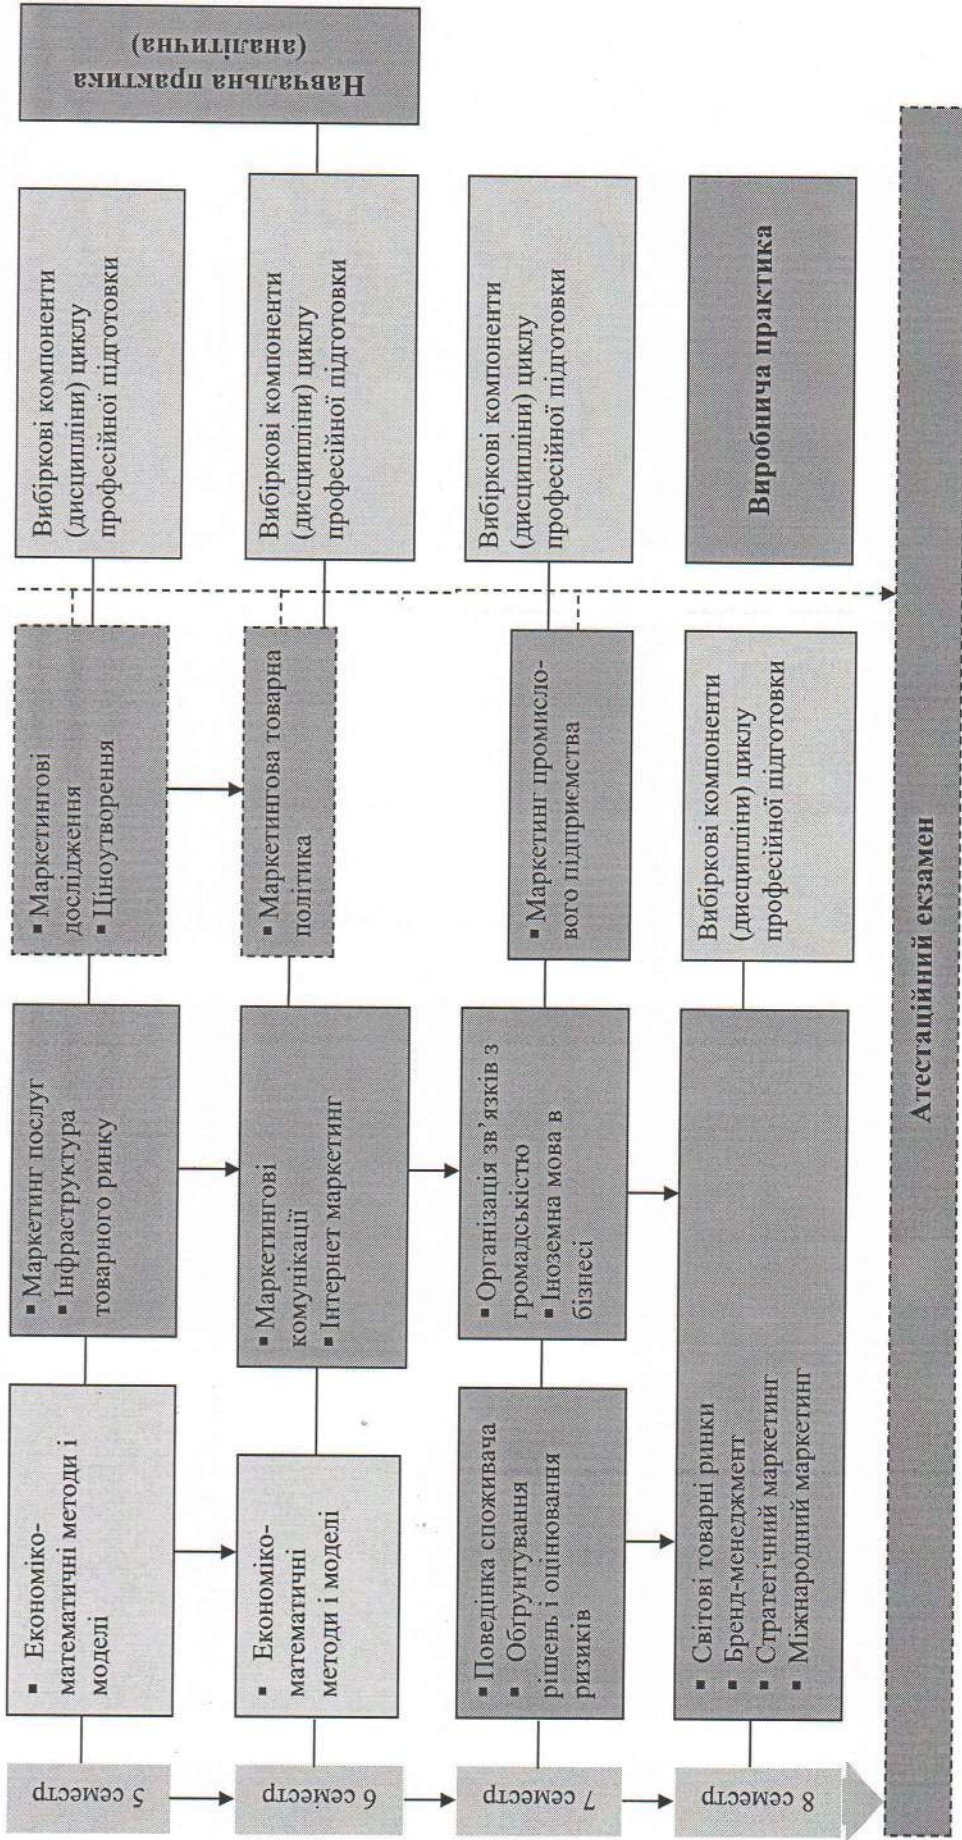 5 семестр
▪ Економіко-
математичні методи і
моделі
▪ Маркетинг послуг
▪ Інфраструктура
товарного ринку
▪ Маркетингові
дослідження
▪ Ціноутворення
Вибіркові компоненти
(дисципліни) циклу
професійної підготовки
6 семестр
▪ Економіко-
математичні
методи і моделі
▪ Маркетингові
комунікації
▪ Інтернет маркетинг
▪ Маркетингова товарна
політика
Вибіркові компоненти
(дисципліни) циклу
професійної підготовки
Навчальна практика
(аналітична)
7 семестр
▪ Поведінка споживача
▪ Обґрунтування
рішень і оцінювання
ризиків
▪ Організація зв’язків з
громадськістю
▪ Іноземна мова в
бізнесі
▪ Маркетинг промисло-
вого підприємства
Вибіркові компоненти
(дисципліни) циклу
професійної підготовки
8 семестр
▪ Світові товарні ринки
▪ Бренд-менеджмент
▪ Стратегічний маркетинг
▪ Міжнародний маркетинг
Вибіркові компоненти
(дисципліни) циклу
професійної підготовки
Виробнича практика
Атестаційний екзамен